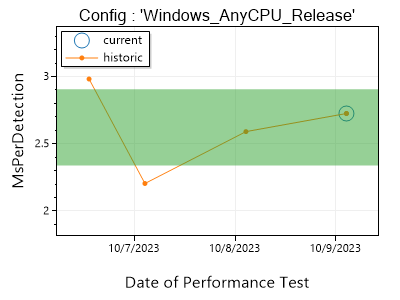 Config : 'Windows_AnyCPU_Release'
current
historic
MsPerDetection
3
2.5
2
10/7/2023
10/8/2023
10/9/2023
Date of Performance Test